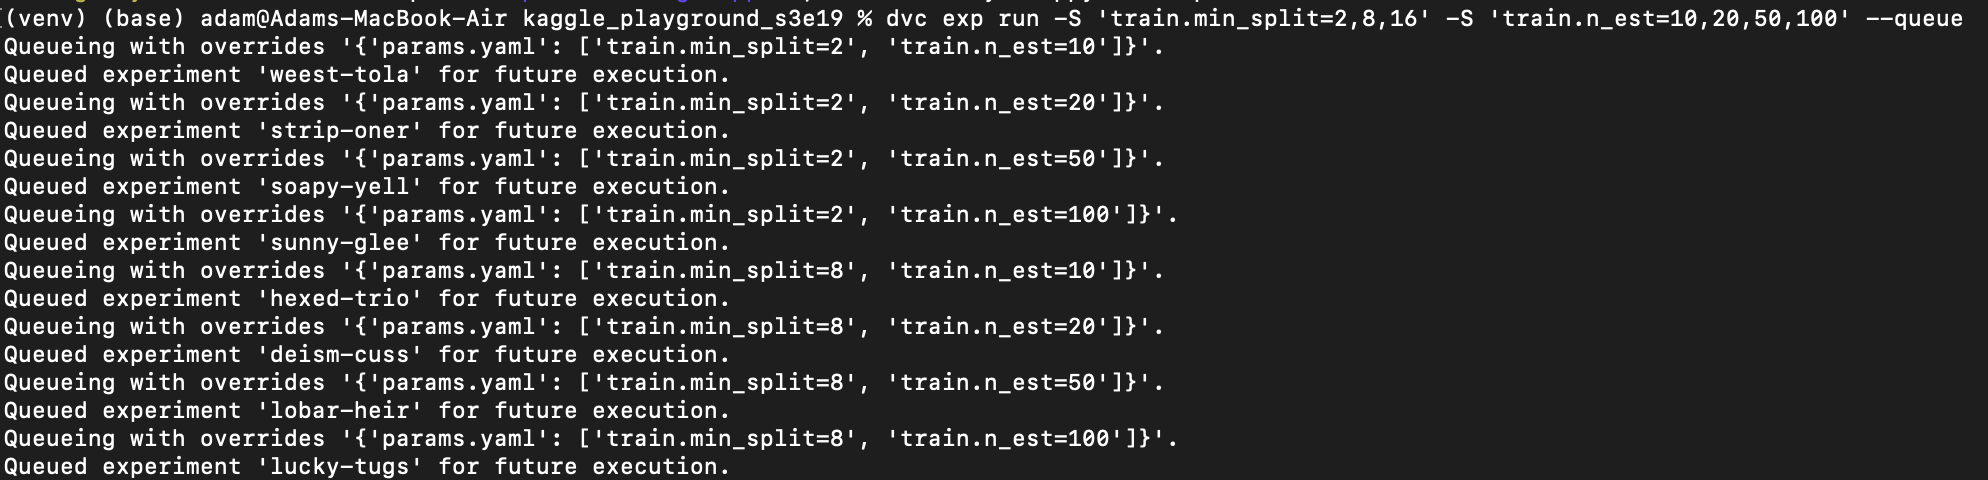 (venv) (base) adam@Adams-MacBook-Air kaggle_playground_s3e19 % dvc exp run -S 'train.min_split=2,8,16' -S 'train.n_est=10,20,50,100' --queue
Queueing with overrides '{'params.yaml': ['train.min_split=2', 'train.n_est=10']}'.
Queued experiment 'weest-tola' for future execution.
Queueing with overrides '{'params.yaml': ['train.min_split=2', 'train.n_est=20']}'.
Queued experiment 'strip-oner' for future execution.
Queueing with overrides '{'params.yaml': ['train.min_split=2', 'train.n_est=50']}'.
Queued experiment 'soapy-yell' for future execution.
Queueing with overrides '{'params.yaml': ['train.min_split=2', 'train.n_est=100']}'.
Queued experiment 'sunny-glee' for future execution.
Queueing with overrides '{'params.yaml': ['train.min_split=8', 'train.n_est=10']}'.
Queued experiment 'hexed-trio' for future execution.
Queueing with overrides '{'params.yaml': ['train.min_split=8', 'train.n_est=20']}'.
Queued experiment 'deism-cuss' for future execution.
Queueing with overrides '{'params.yaml': ['train.min_split=8', 'train.n_est=50']}'.
Queued experiment 'lobar-heir' for future execution.
Queueing with overrides '{'params.yaml': ['train.min_split=8', 'train.n_est=100']}'.
Queued experiment 'lucky-tugs' for future execution.